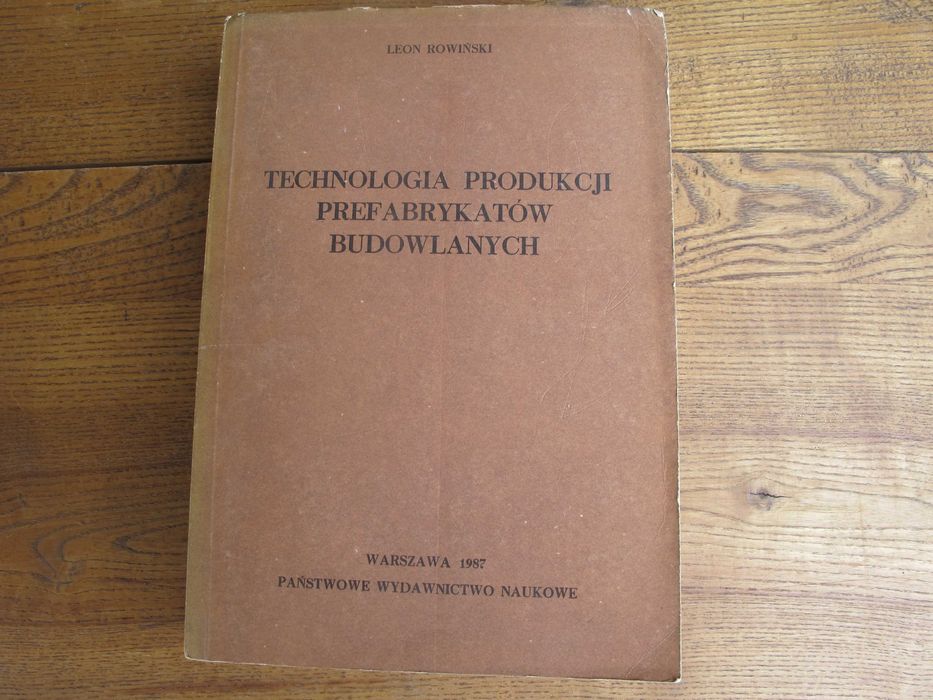 LEON ROWIŃSKI
TECHNOLOGIA PRODUKCJI
PREFABRYKATÓW
BUDOWLANYCH
WARSZAWA 1987
PAŃSTWOWE WYDAWNICTWO NAUKOWE